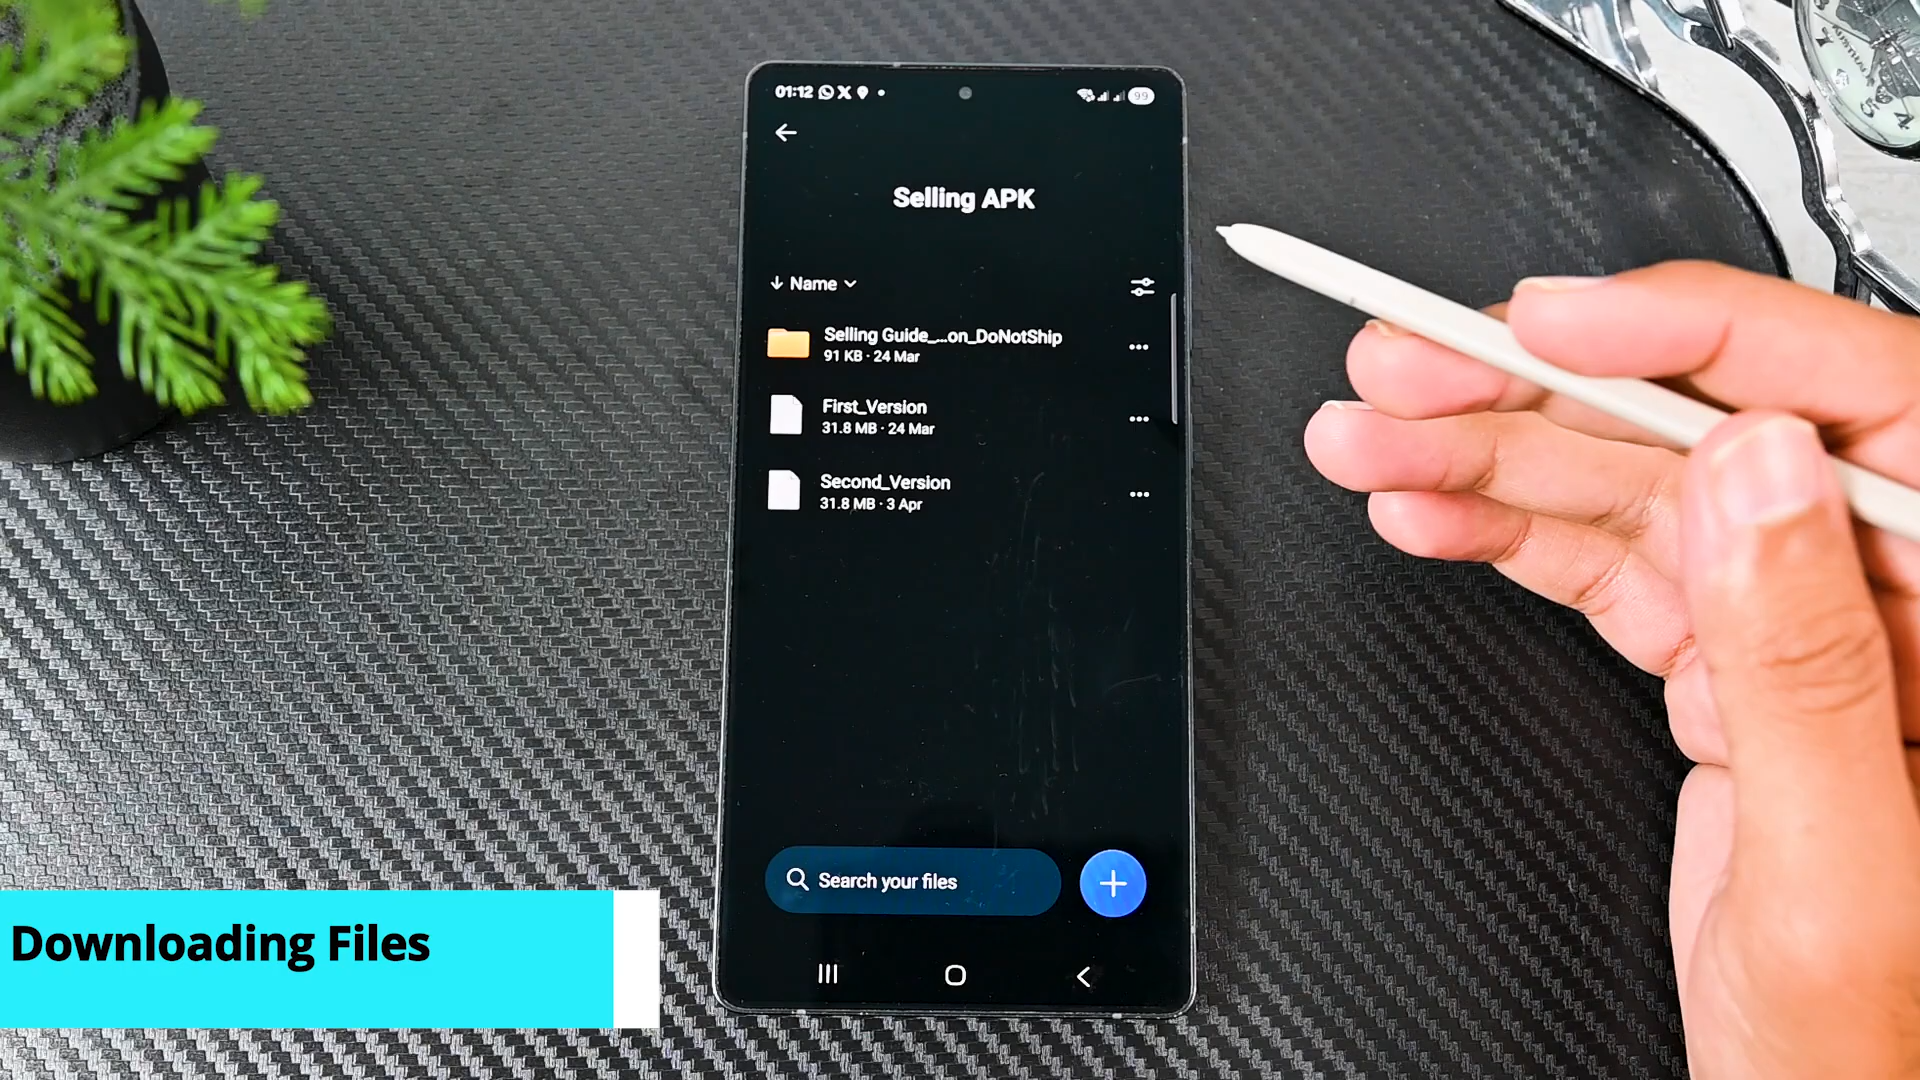 01:12
99
Selling APK
Name
Selling Guide_...on_DoNotShip
91 KB · 24 Mar
First_Version
31.8 MB · 24 Mar
Second_Version
31.8 MB · 3 Apr
Search your files
Downloading Files